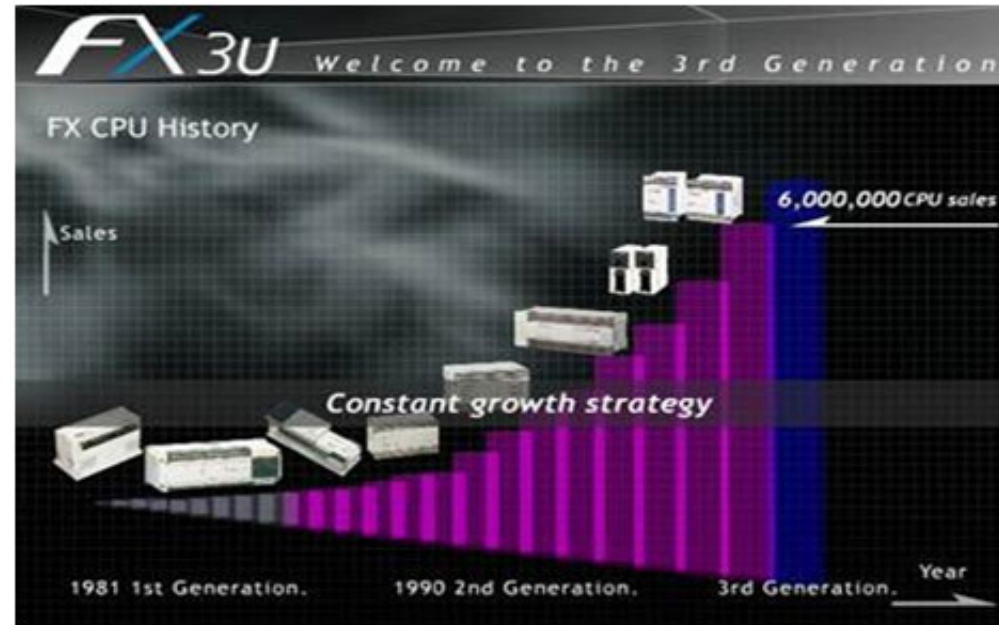 FX3U Welcome to the 3rd Generation
FX CPU History
6,000,000 CPU sales
Sales
Constant growth strategy
Year
1981 1st Generation. 1990 2nd Generation. 3rd Generation.